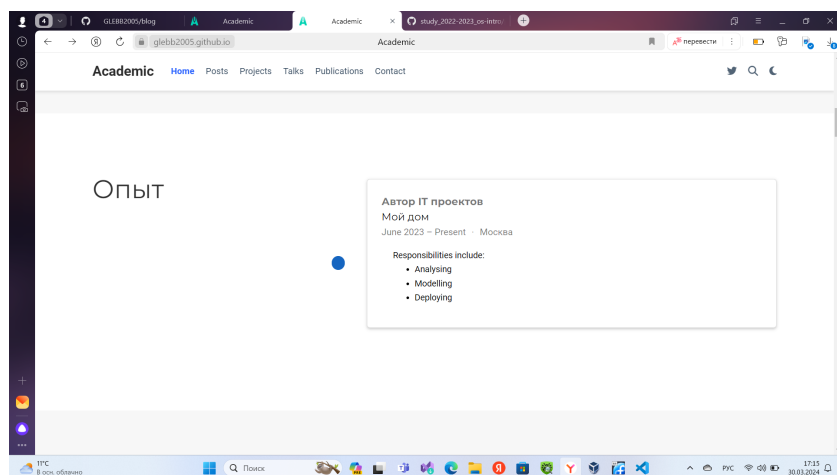 4
GLEBB2005/blog
Academic
Academic
study_2022-2023_os-intro/
glebb2005.github.io
Academic
перевести
6
Academic
Home Posts Projects Talks Publications Contact
Опыт
Автор IT проектов
Мой дом
June 2023 – Present · Москва
Responsibilities include:
• Analysing
• Modelling
• Deploying
11°C
В осн. облачно
Поиск
РУС
17:15
30.03.2024